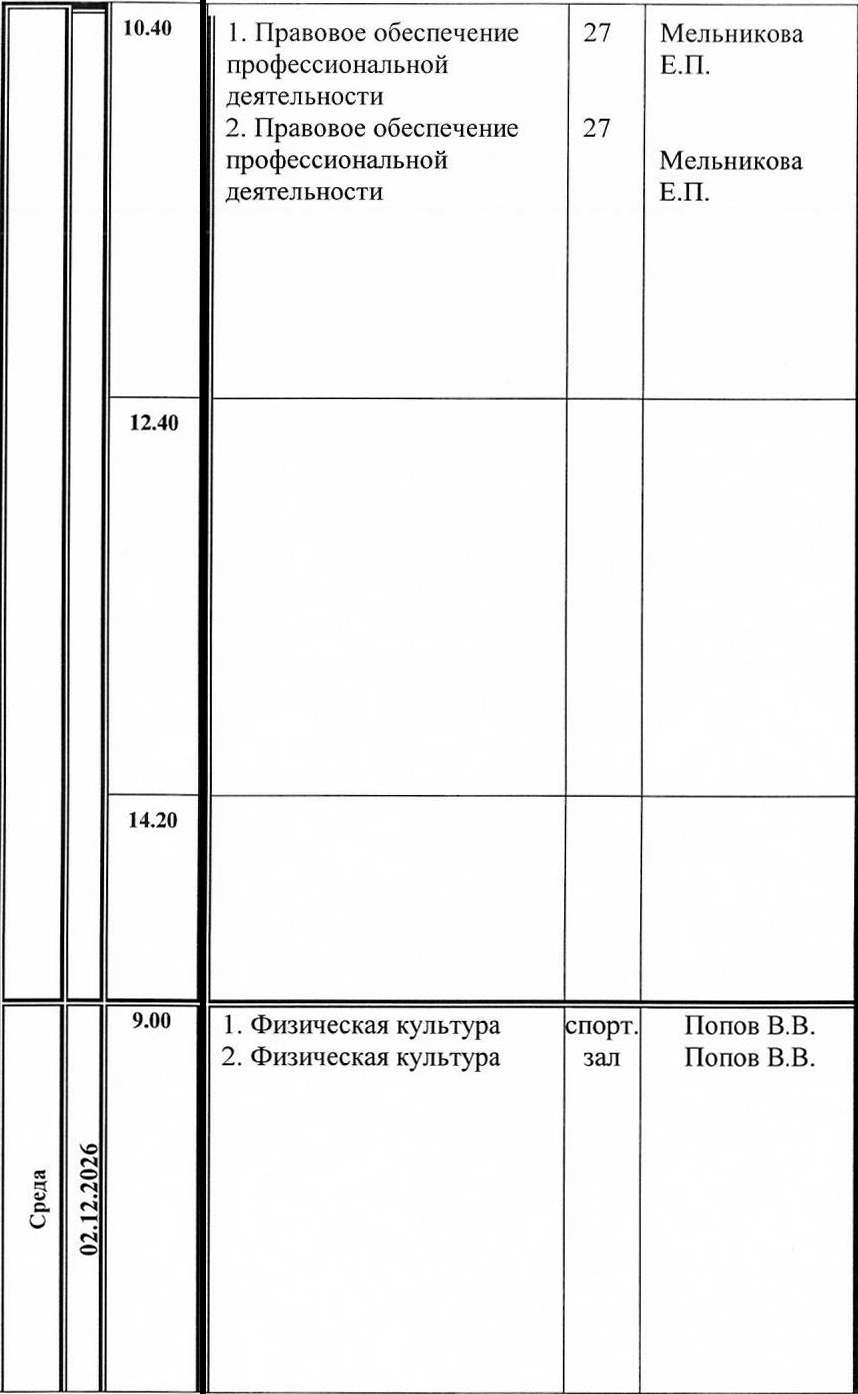 10.40
1. Правовое обеспечение
профессиональной
деятельности
2. Правовое обеспечение
профессиональной
деятельности
27
27
Мельникова
Е.П.
Мельникова
Е.П.
12.40
14.20
Среда
02.12.2026
9.00
1. Физическая культура
2. Физическая культура
спорт.
зал
Попов В.В.
Попов В.В.